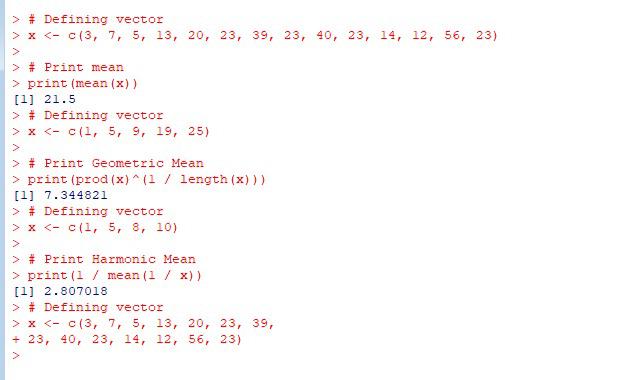 > # Defining vector
> x <- c(3, 7, 5, 13, 20, 23, 39, 23, 40, 23, 14, 12, 56, 23)
>
> # Print mean
> print(mean(x))
[1] 21.5
> # Defining vector
> x <- c(1, 5, 9, 19, 25)
>
> # Print Geometric Mean
> print(prod(x)^(1 / length(x)))
[1] 7.344821
> # Defining vector
> x <- c(1, 5, 8, 10)
>
> # Print Harmonic Mean
> print(1 / mean(1 / x))
[1] 2.807018
> # Defining vector
> x <- c(3, 7, 5, 13, 20, 23, 39,
+ 23, 40, 23, 14, 12, 56, 23)
>